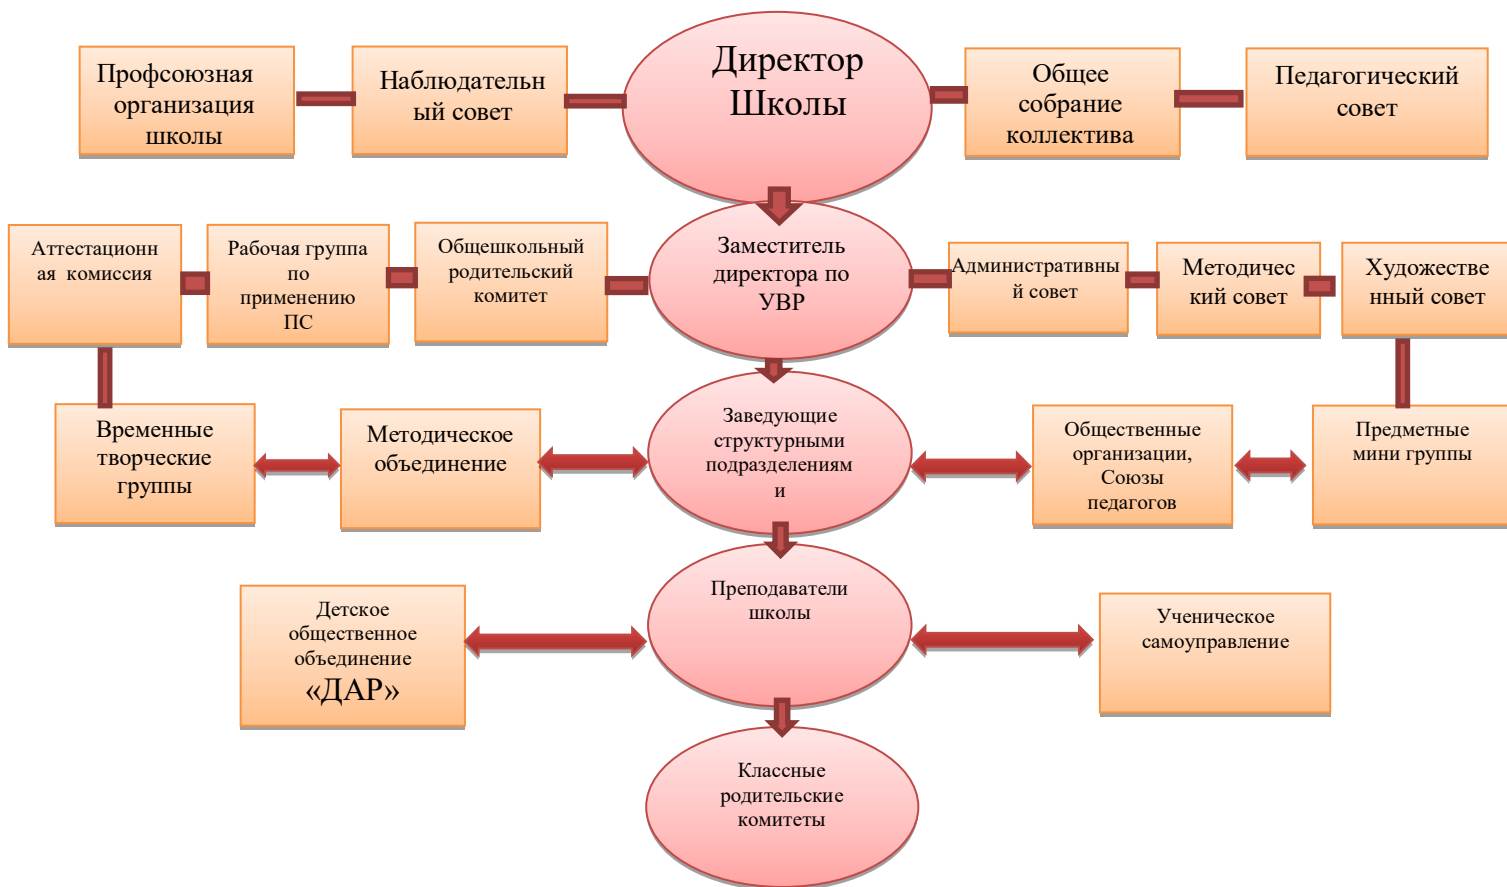 Профсоюзная
организация
школы
Наблюдательн
ый совет
Директор
Школы
Общее
собрание
коллектива
Педагогический
совет
Аттестационн
ая комиссия
Рабочая группа
по
применению
ПС
Общешкольный
родительский
комитет
Заместитель
директора по
УВР
Административны
й совет
Методичес
кий совет
Художестве
нный совет
Временные
творческие
группы
Методическое
объединение
Заведующие
структурными
подразделениям
и
Общественные
организации,
Союзы
педагогов
Предметные
мини группы
Детское
общественное
объединение
«ДАР»
Преподаватели
школы
Ученическое
самоуправление
Классные
родительские
комитеты